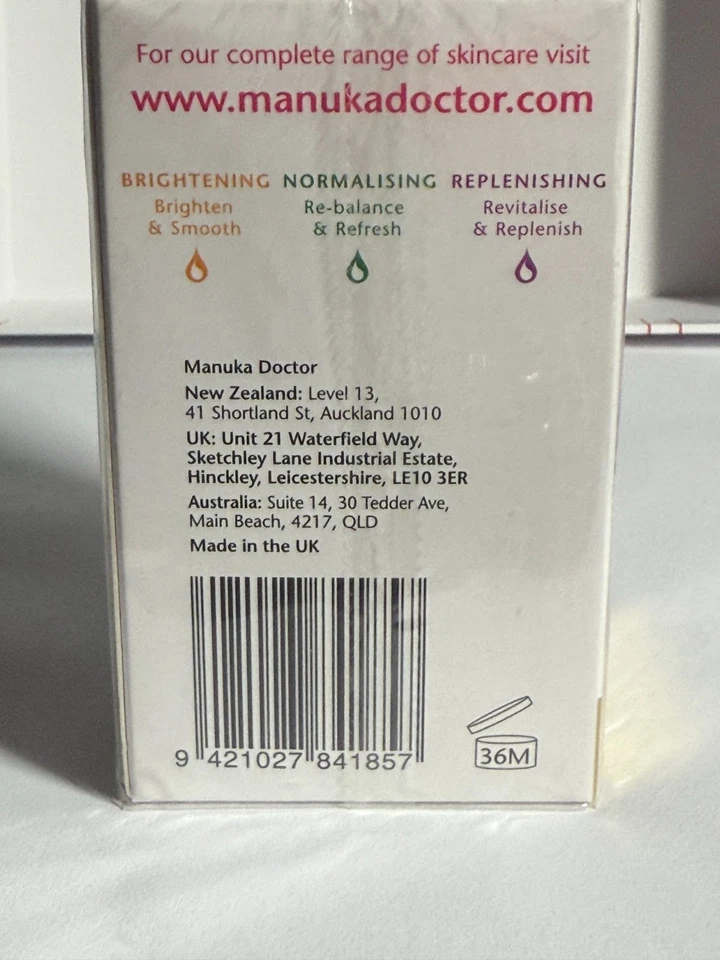 For our complete range of skincare visit
www.manukadoctor.com
BRIGHTENING NORMALISING REPLENISHING
Brighten Re-balance Revitalise
& Smooth & Refresh & Replenish
Manuka Doctor
New Zealand: Level 13,
41 Shortland St, Auckland 1010
UK: Unit 21 Waterfield Way,
Sketchley Lane Industrial Estate,
Hinckley, Leicestershire, LE10 3ER
Australia: Suite 14, 30 Tedder Ave,
Main Beach, 4217, QLD
Made in the UK
9 421027 841857
36M